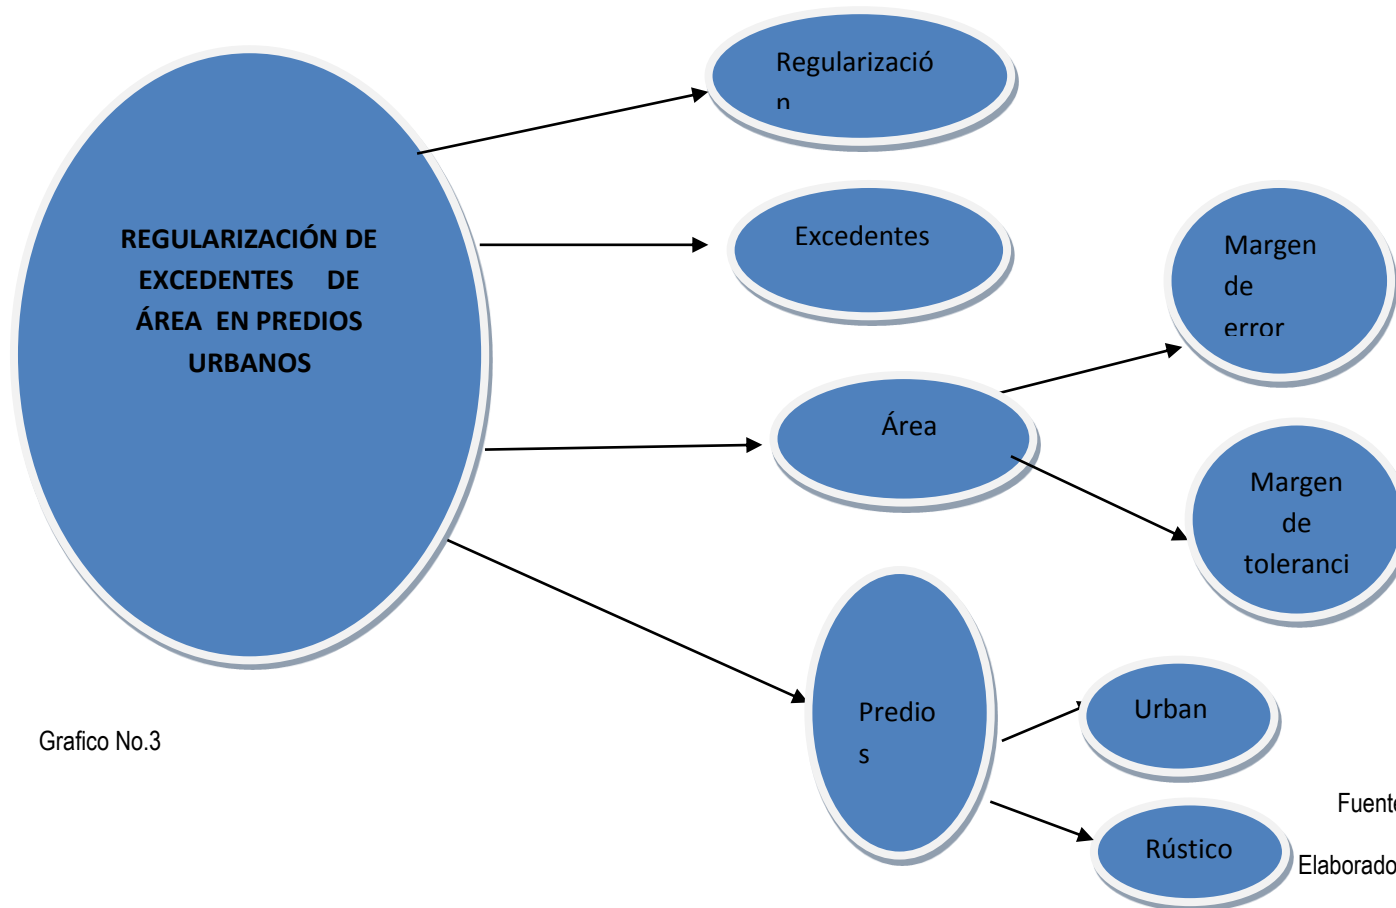 REGULARIZACIÓN DE
EXCEDENTES DE
ÁREA EN PREDIOS
URBANOS
Regularizació
n
Excedentes
Área
Margen
de
error
Margen
de
toleranci
Predio
s
Urban
Rústico
Grafico No.3
Fuente
Elaborado